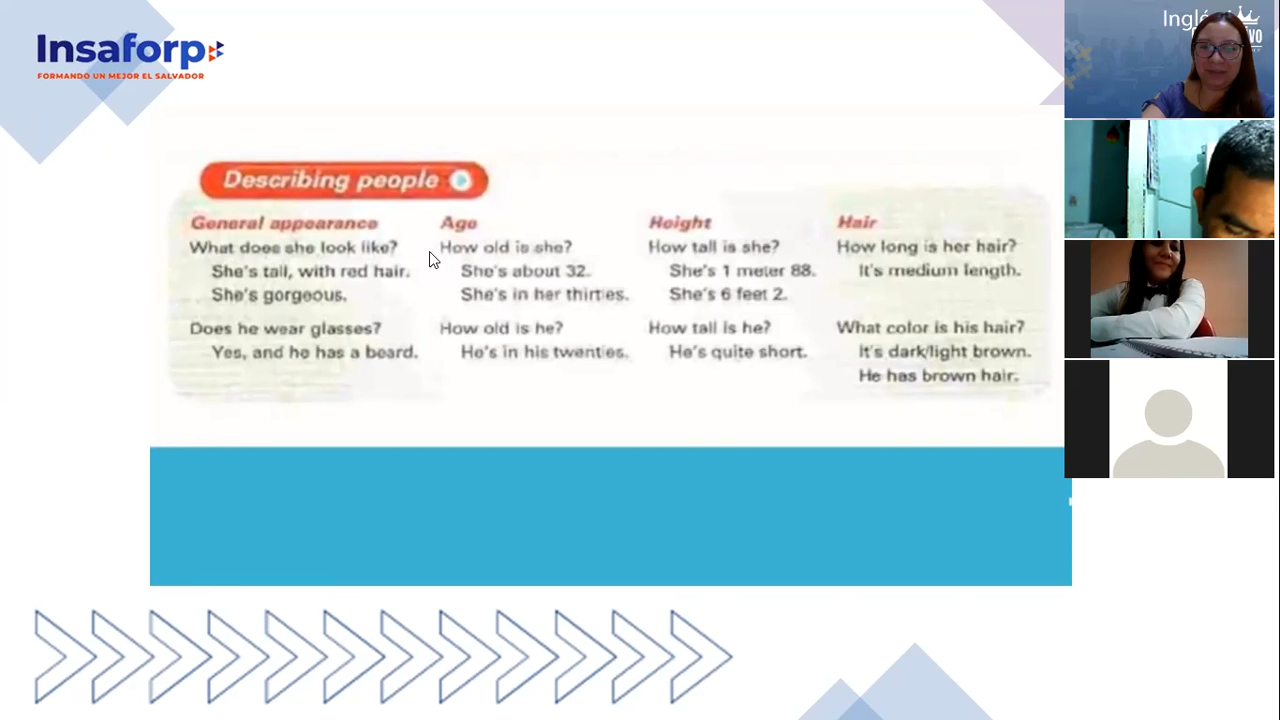 Insaforp
FORMANDO UN MEJOR EL SALVADOR
Describing people
General appearance
What does she look like?
She's tall, with red hair.
She's gorgeous.
Does he wear glasses?
Yes, and he has a beard.
Age
How old is she?
She's about 32.
She's in her thirties.
How old is he?
He's in his twenties.
Height
How tall is she?
She's 1 meter 88.
She's 6 feet 2.
How tall is he?
He's quite short.
Hair
How long is her hair?
It's medium length.
What color is his hair?
It's dark/light brown.
He has brown hair.